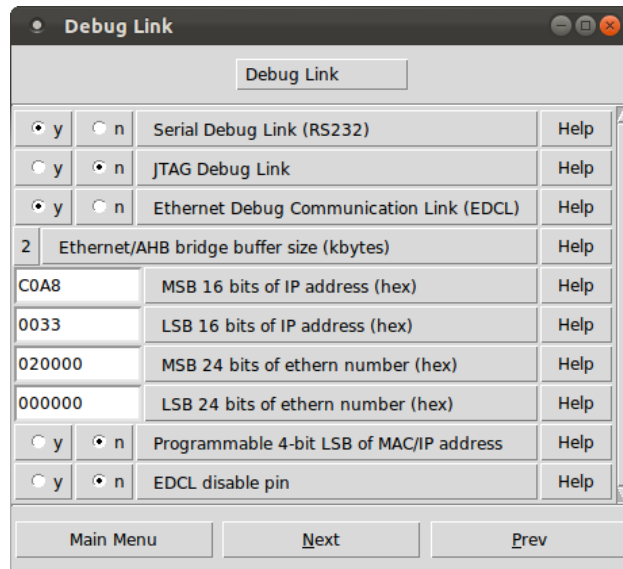 Debug Link
Debug Link
y n Serial Debug Link (RS232) Help
y n JTAG Debug Link Help
y n Ethernet Debug Communication Link (EDCL) Help
2 Ethernet/AHB bridge buffer size (kbytes) Help
C0A8 MSB 16 bits of IP address (hex) Help
0033 LSB 16 bits of IP address (hex) Help
020000 MSB 24 bits of ethern number (hex) Help
000000 LSB 24 bits of ethern number (hex) Help
y n Programmable 4-bit LSB of MAC/IP address Help
y n EDCL disable pin Help
Main Menu Next Prev